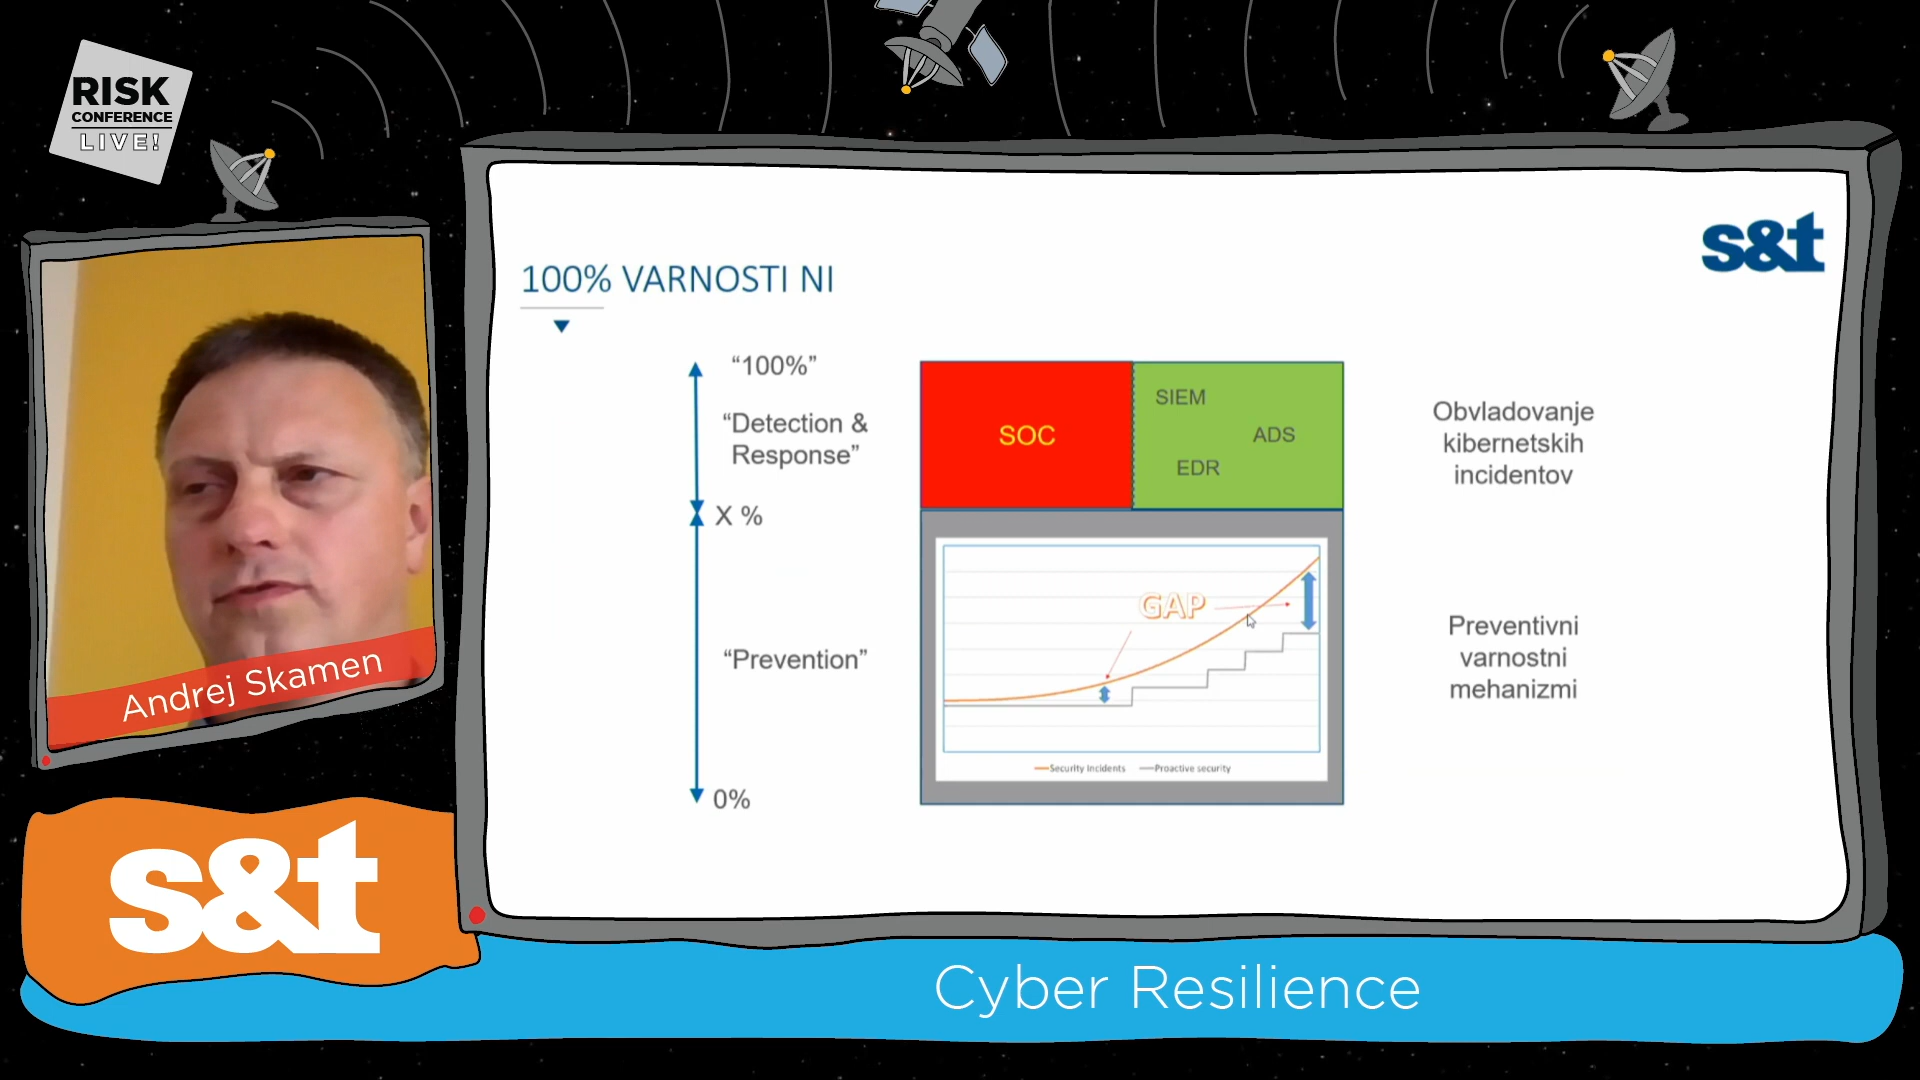 RISK
CONFERENCE
LIVE!
Andrej Skamen
s&t
s&t
100% VARNOSTI NI
“100%”
“Detection &
Response”
X %
“Prevention”
0%
SOC
SIEM
ADS
EDR
GAP
Security Incidents
Proactive security
Obvladovanje
kibernetskih
incidentov
Preventivni
varnostni
mehanizmi
Cyber Resilience